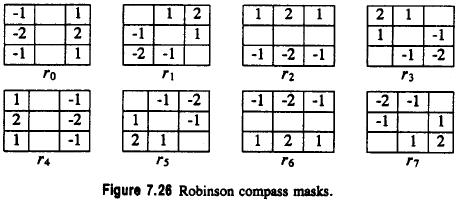 -1 1 1 2 1 2 1 2 1
-2 2 -1 1 1 -1
-1 1 -2 -1 -1 -2 -1 -1 -2
r0 r1 r2 r3
1 -1 -1 -2 -1 -2 -1 -2 -1
2 -2 1 -1 -1 1
1 -1 2 1 1 2 1 1 2
r4 r5 r6 r7
Figure 7.26 Robinson compass masks.